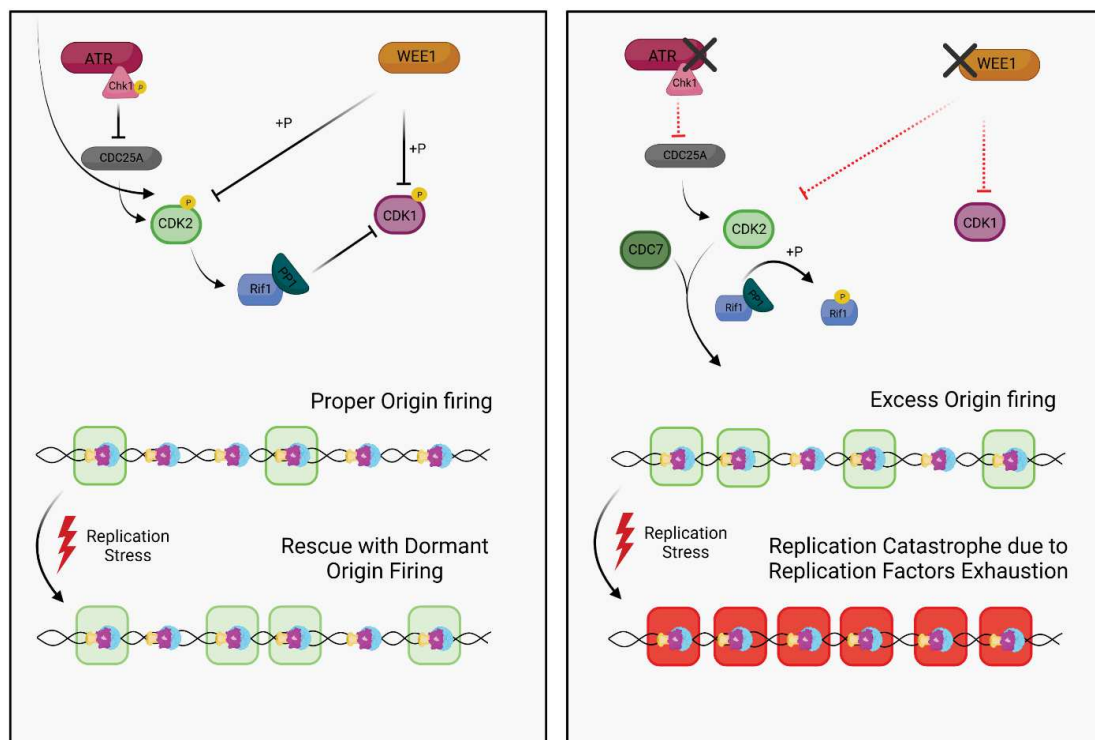 ATR
Chk1
P
WEE1
+P
+P
CDC25A
P
CDK2
P
CDK1
PP1
Rif1
Proper Origin firing
Replication
Stress
Rescue with Dormant
Origin Firing
ATR
Chk1
WEE1
CDC25A
CDK2
CDK1
CDC7
+P
PP1
Rif1
P
Rif1
Excess Origin firing
Replication
Stress
Replication Catastrophe due to
Replication Factors Exhaustion